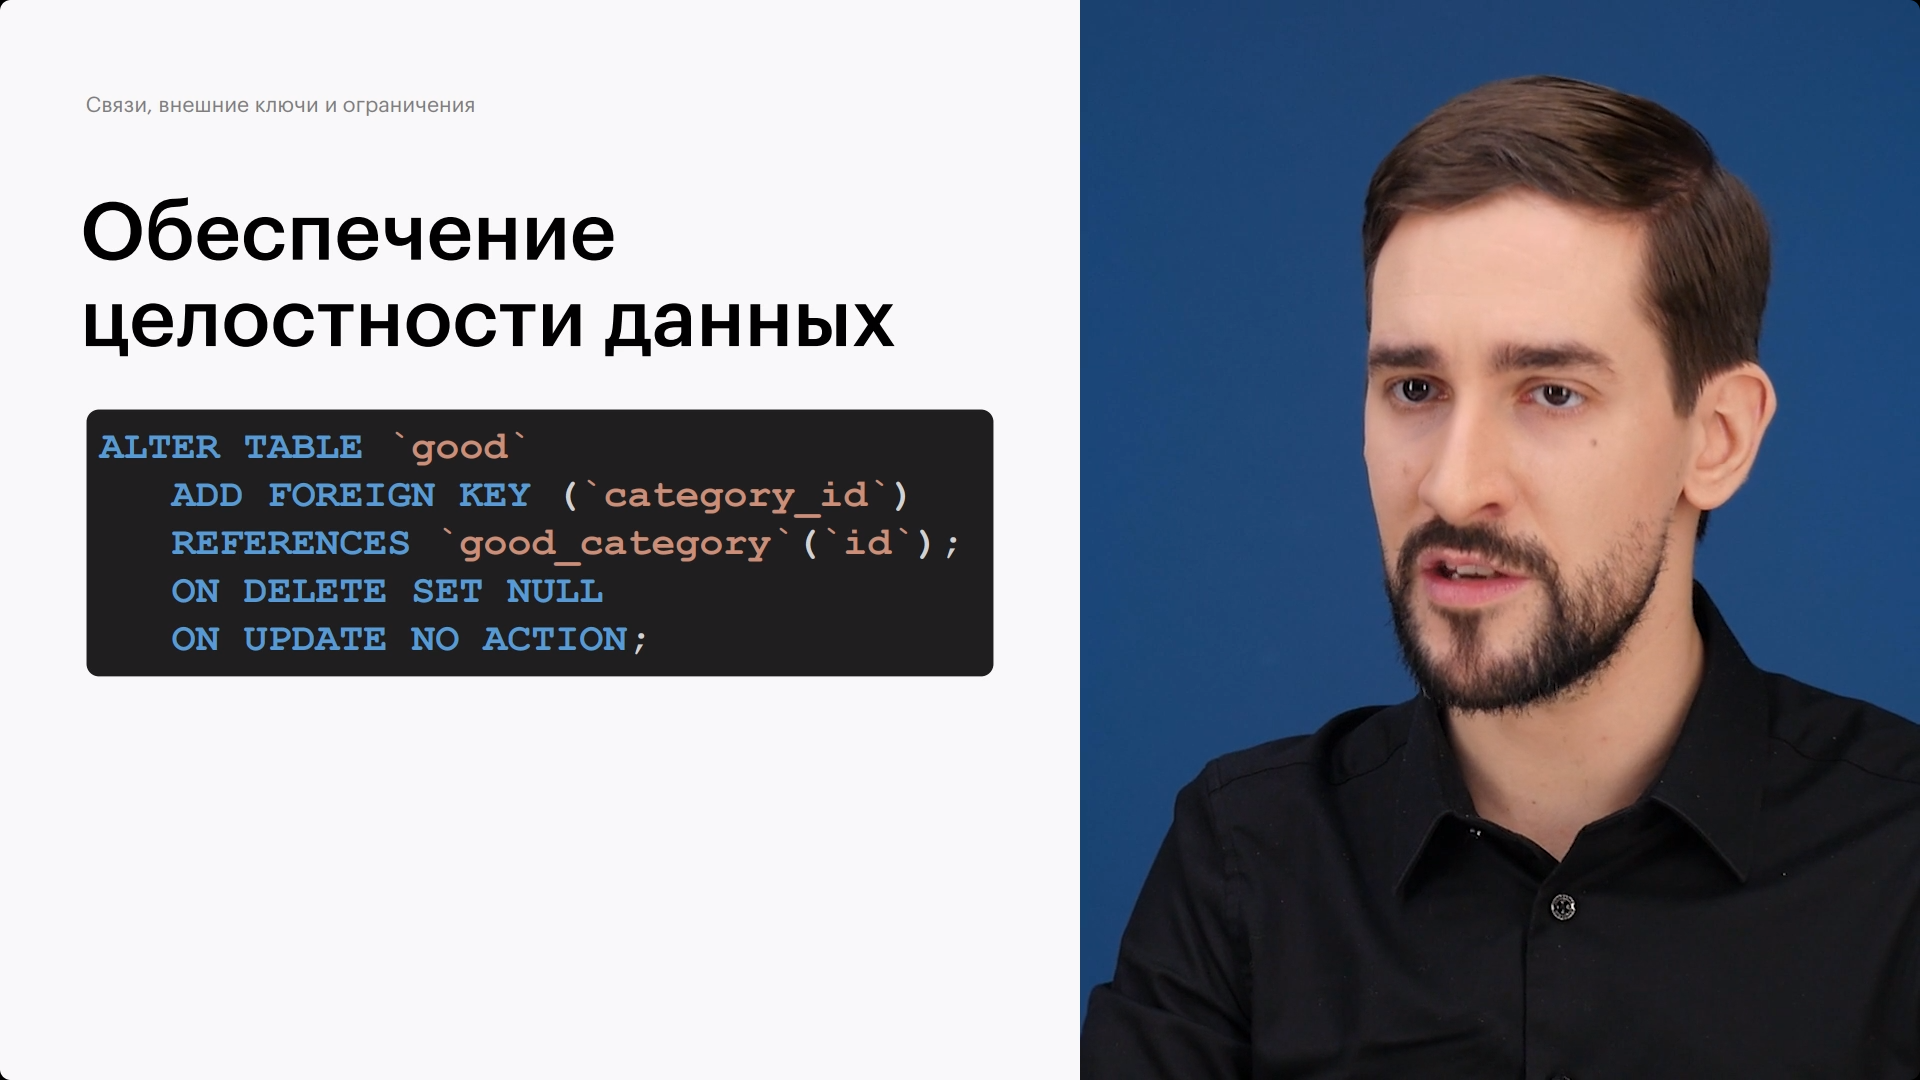 Связи, внешние ключи и ограничения
Обеспечение
целостности данных
ALTER TABLE `good`
ADD FOREIGN KEY (`category_id`)
REFERENCES `good_category`(`id`);
ON DELETE SET NULL
ON UPDATE NO ACTION;